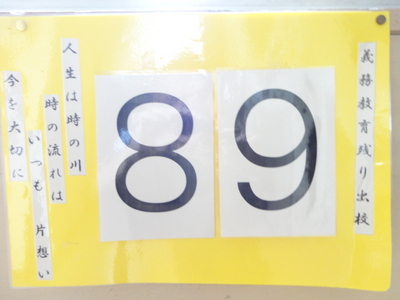 義務教育残り出校
89
人生は時の川
時の流れは
いつも 片想い
今を大切に